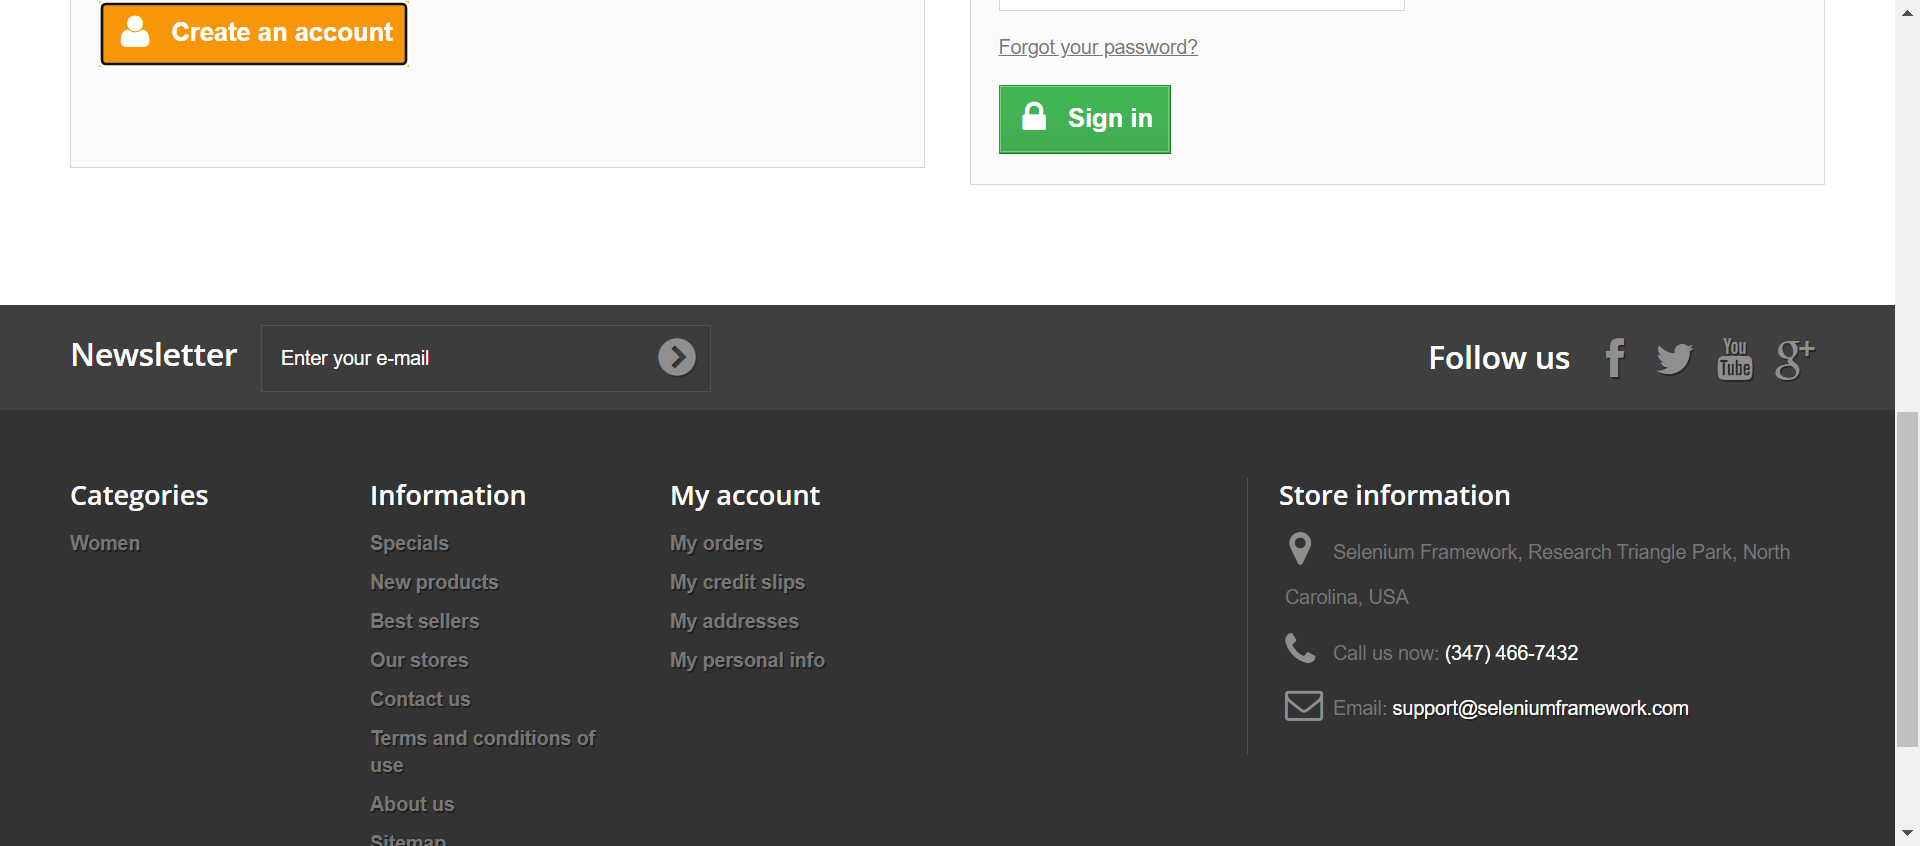 Create an account
Forgot your password?
Sign in
Newsletter
Enter your e-mail
Follow us
You
Tube
g+
Categories
Women
Information
Specials
New products
Best sellers
Our stores
Contact us
Terms and conditions of
use
About us
Sitemap
My account
My orders
My credit slips
My addresses
My personal info
Store information
Selenium Framework, Research Triangle Park, North
Carolina, USA
Call us now: (347) 466-7432
Email: support@seleniumframework.com